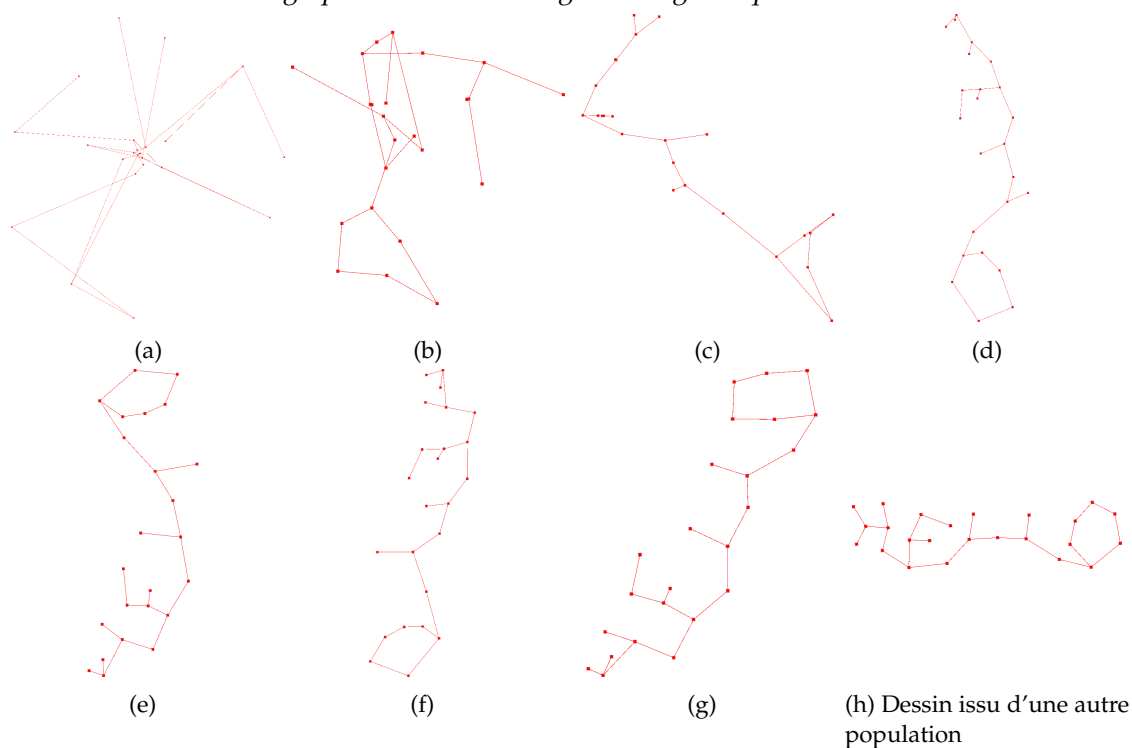 (a)
(b)
(c)
(d)
(e)
(f)
(g)
(h) Dessin issu d'une autre
population